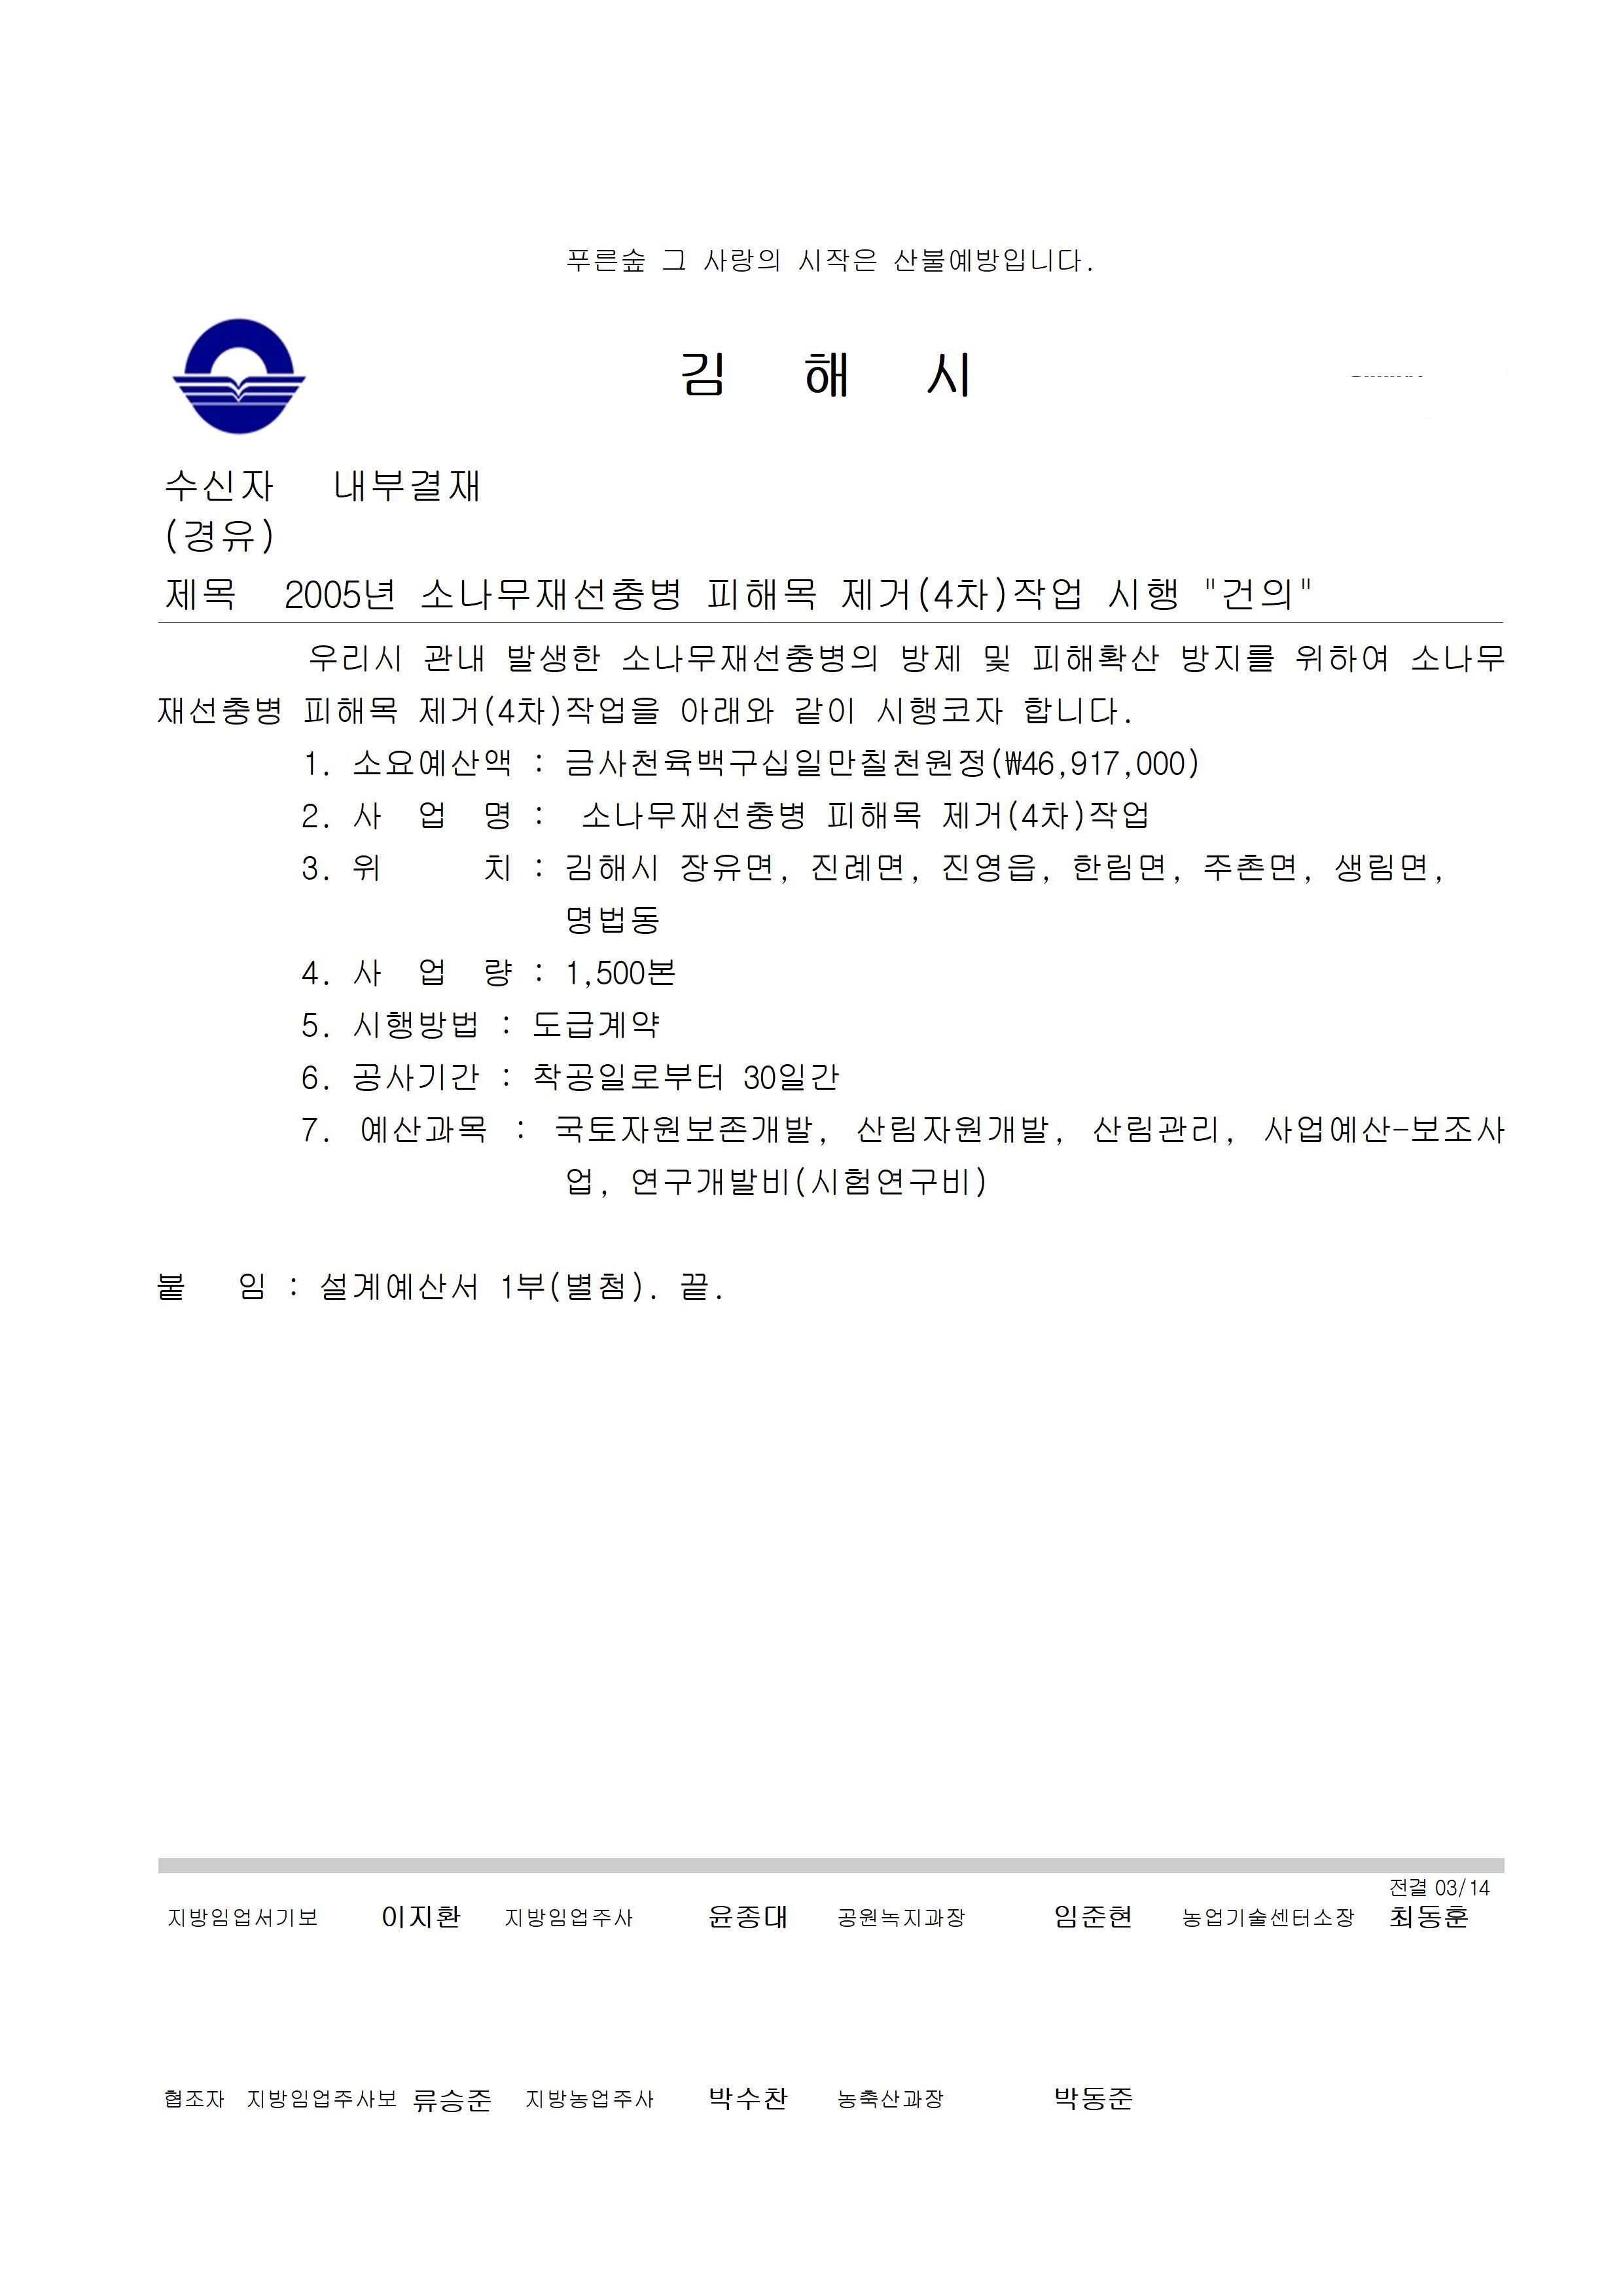 푸른숲 그 사랑의 시작은 산불예방입니다.
김 해 시
수신자 내부결재
(경유)
제목 2005년 소나무재선충병 피해목 제거(4차)작업 시행 "건의"
우리시 관내 발생한 소나무재선충병의 방제 및 피해확산 방지를 위하여 소나무
재선충병 피해목 제거(4차)작업을 아래와 같이 시행코자 합니다.
1. 소요예산액 : 금사천육백구십일만칠천원정(₩46,917,000)
2. 사 업 명 : 소나무재선충병 피해목 제거(4차)작업
3. 위 치 : 김해시 장유면, 진례면, 진영읍, 한림면, 주촌면, 생림면,
명법동
4. 사 업 량 : 1,500본
5. 시행방법 : 도급계약
6. 공사기간 : 착공일로부터 30일간
7. 예산과목 : 국토자원보존개발, 산림자원개발, 산림관리, 사업예산-보조사
업, 연구개발비(시험연구비)
붙 임 : 설계예산서 1부(별첨). 끝.
전결 03/14
지방임업서기보 이지환 지방임업주사 윤종대 공원녹지과장 임준현 농업기술센터소장 최동훈
협조자 지방임업주사보 류승준 지방농업주사 박수찬 농축산과장 박동준